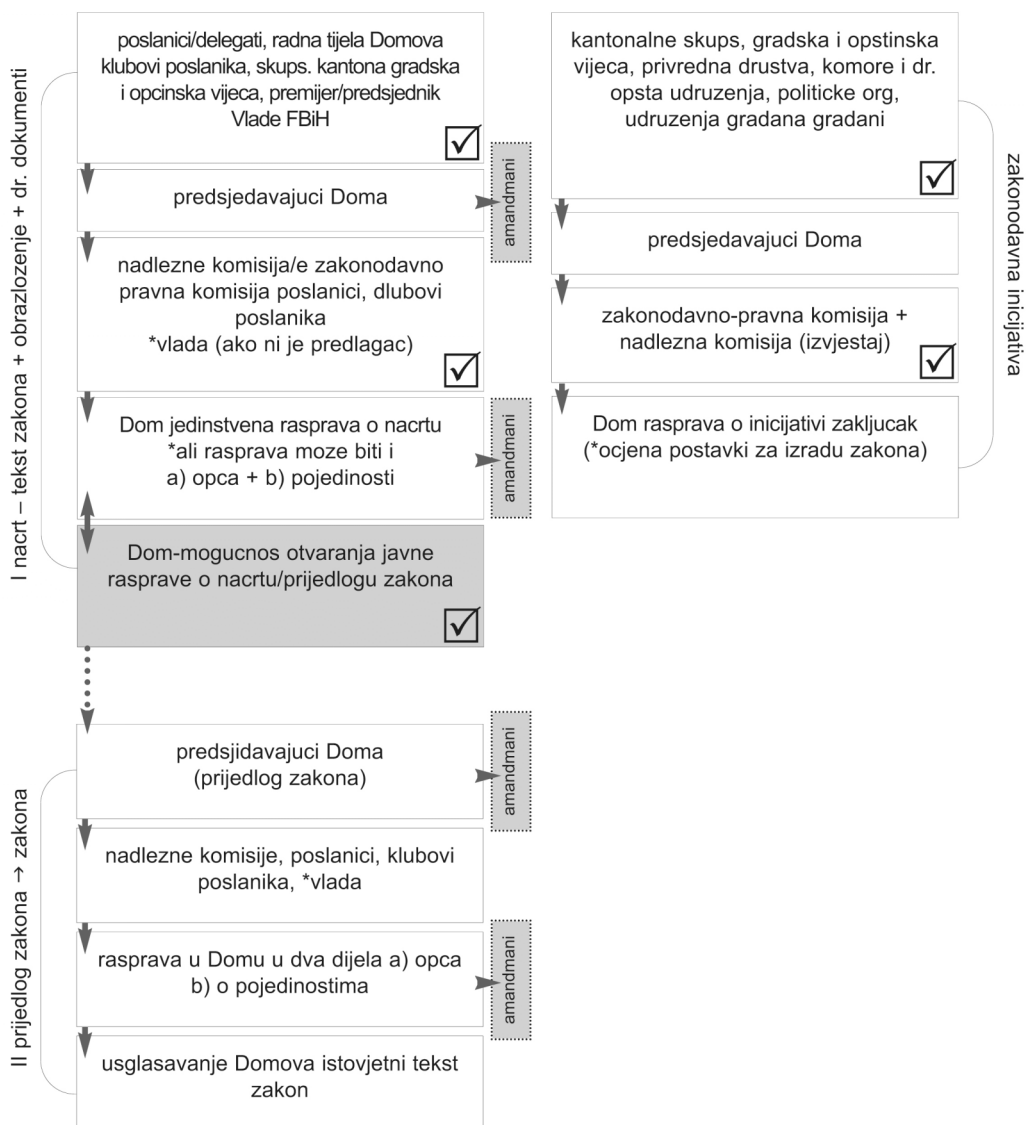 I nacrt – tekst zakona + obrazlozenje + dr. dokumenti
poslanici/delegati, radna tijela Domova
klubovi poslanika, skups. kantona gradska
i opcinska vijeca, premijer/predsjednik
Vlade FBiH
predsjedavajuci Doma
amandmani
nadlezne komisija/e zakonodavno
pravna komisija poslanici, dlubovi
poslanika
*vlada (ako ni je predlagac)
Dom jedinstvena rasprava o nacrtu
*ali rasprava moze biti i
a) opca + b) pojedinosti
amandmani
Dom-mogucnos otvaranja javne
rasprave o nacrtu/prijedlogu zakona
kantonalne skups, gradska i opstinska
vijeca, privredna drustva, komore i dr.
opsta udruzenja, politicke org,
udruzenja gradana gradani
predsjedavajuci Doma
zakonodavno-pravna komisija +
nadlezna komisija (izvjestaj)
Dom rasprava o inicijativi zakljucak
(*ocjena postavki za izradu zakona)
zakonodavna inicijativa
II prijedlog zakona → zakona
predsjidavajuci Doma
(prijedlog zakona)
amandmani
nadlezne komisije, poslanici, klubovi
poslanika, *vlada
rasprava u Domu u dva dijela a) opca
b) o pojedinostima
amandmani
usglasavanje Domova istovjetni tekst
zakon